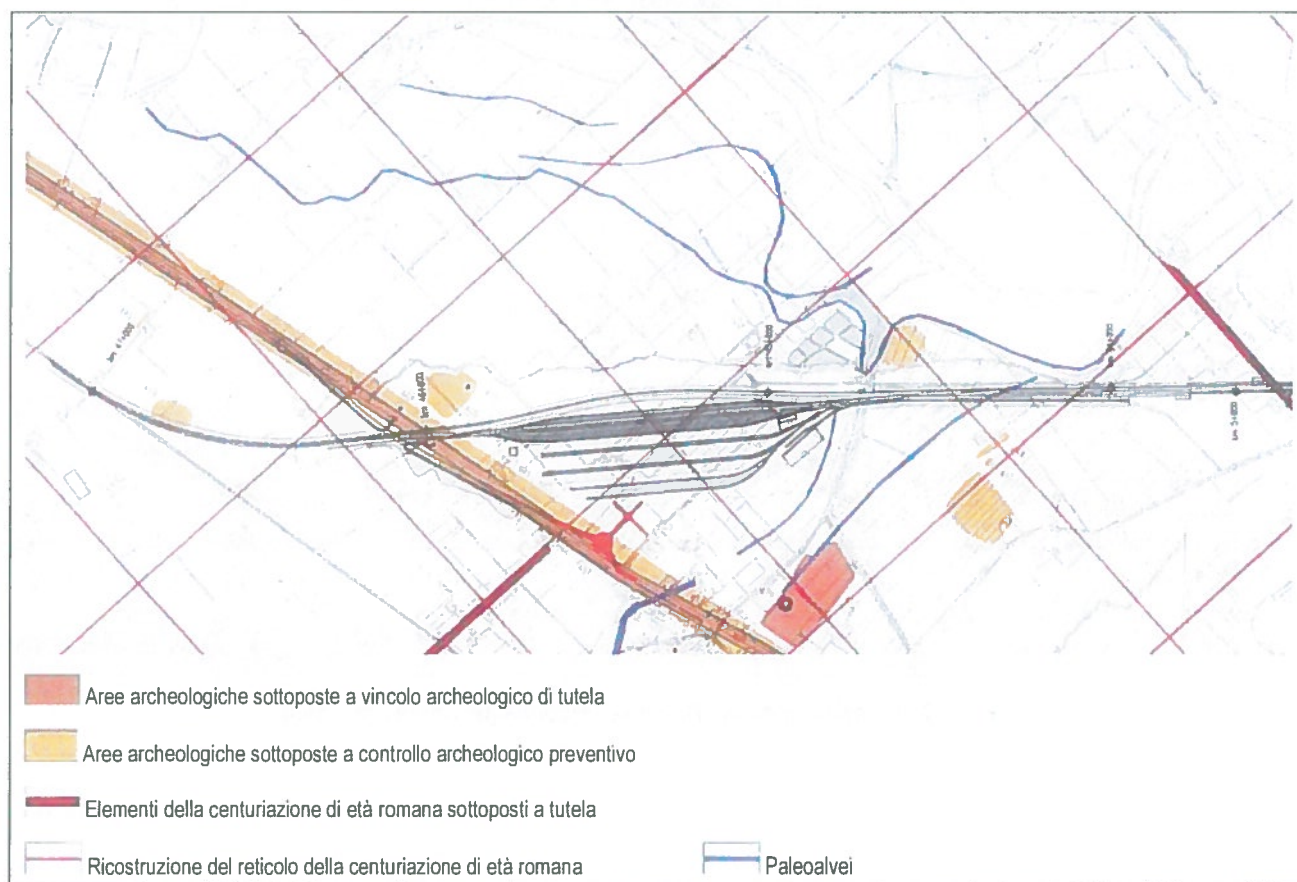 Aree archeologiche sottoposte a vincolo archeologico di tutela
Aree archeologiche sottoposte a controllo archeologico preventivo
Elementi della centuriazione di età romana sottoposti a tutela
Ricostruzione del reticolo della centuriazione di età romana
Paleoalvei